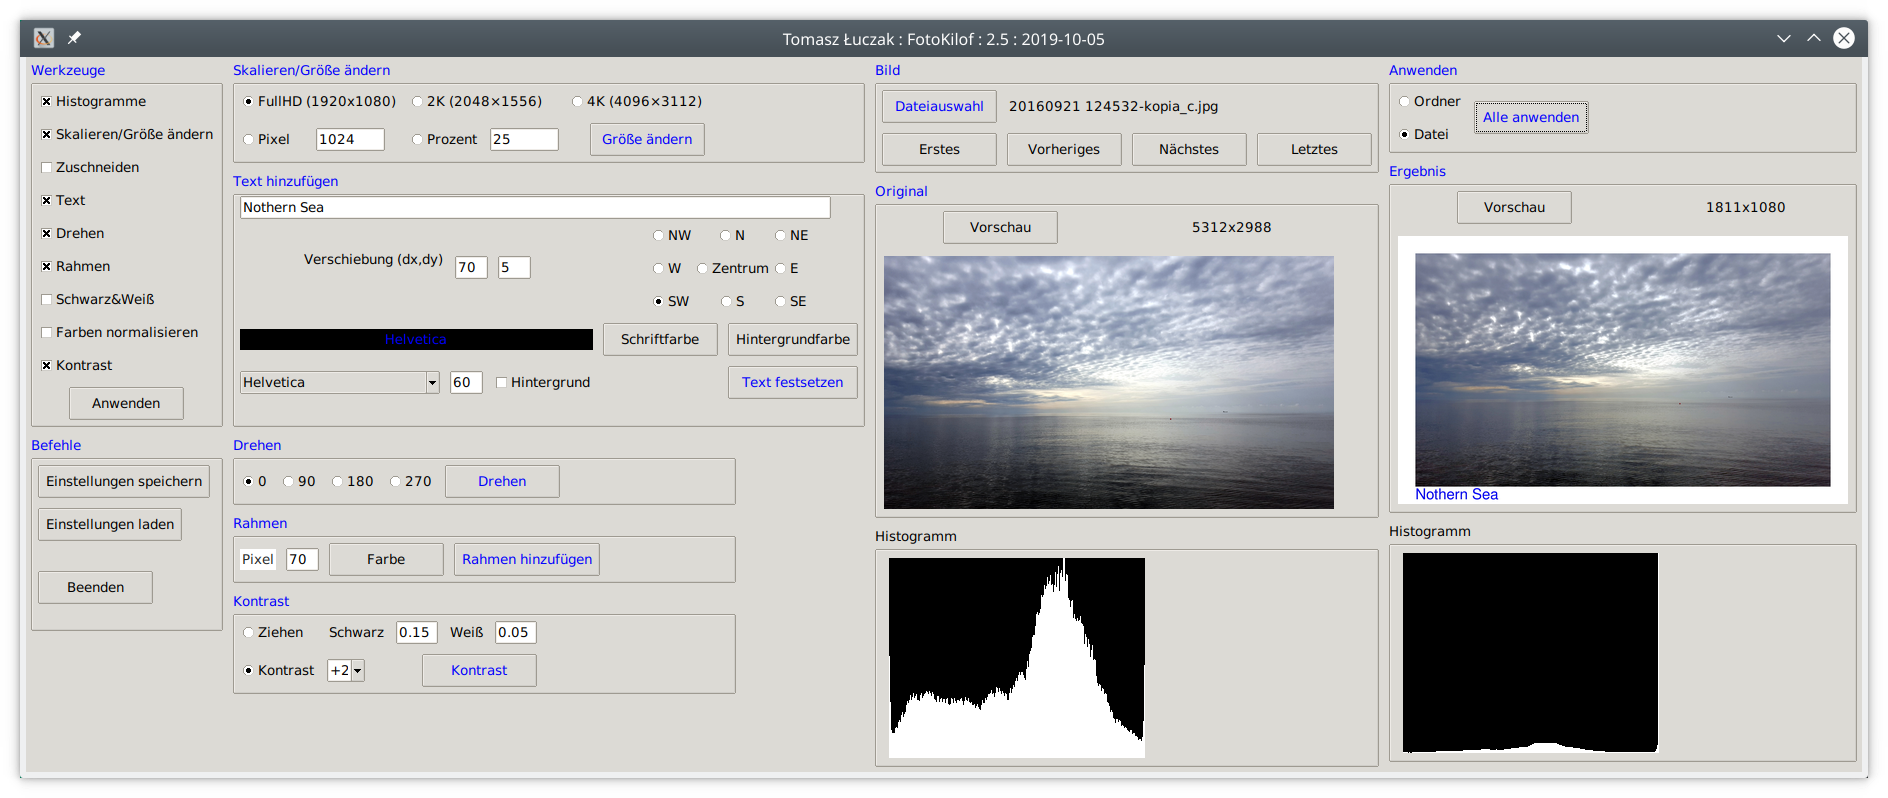 Tomasz Łuczak : FotoKilof : 2.5 : 2019-10-05
Werkzeuge
Histogramme
Skalieren/Größe ändern
Zuschneiden
Text
Drehen
Rahmen
Schwarz&Weiß
Farben normalisieren
Kontrast
Anwenden
Befehle
Einstellungen speichern
Einstellungen laden
Beenden
Skalieren/Größe ändern
FullHD (1920x1080) 2K (2048×1556) 4K (4096×3112)
Pixel 1024 Prozent 25 Größe ändern
Text hinzufügen
Nothern Sea
NW N NE
Verschiebung (dx,dy) 70 5
W Zentrum E
SW S SE
Helvetica Schriftfarbe Hintergrundfarbe
Helvetica 60 Hintergrund Text festsetzen
Drehen
0 90 180 270 Drehen
Rahmen
Pixel 70 Farbe Rahmen hinzufügen
Kontrast
Ziehen Schwarz 0.15 Weiß 0.05
Kontrast +2 Kontrast
Bild
Dateiauswahl 20160921 124532-kopia_c.jpg
Erstes Vorheriges Nächstes Letztes
Original
Vorschau 5312x2988
Histogramm
Anwenden
Ordner
Alle anwenden
Datei
Ergebnis
Vorschau 1811x1080
Nothern Sea
Histogramm